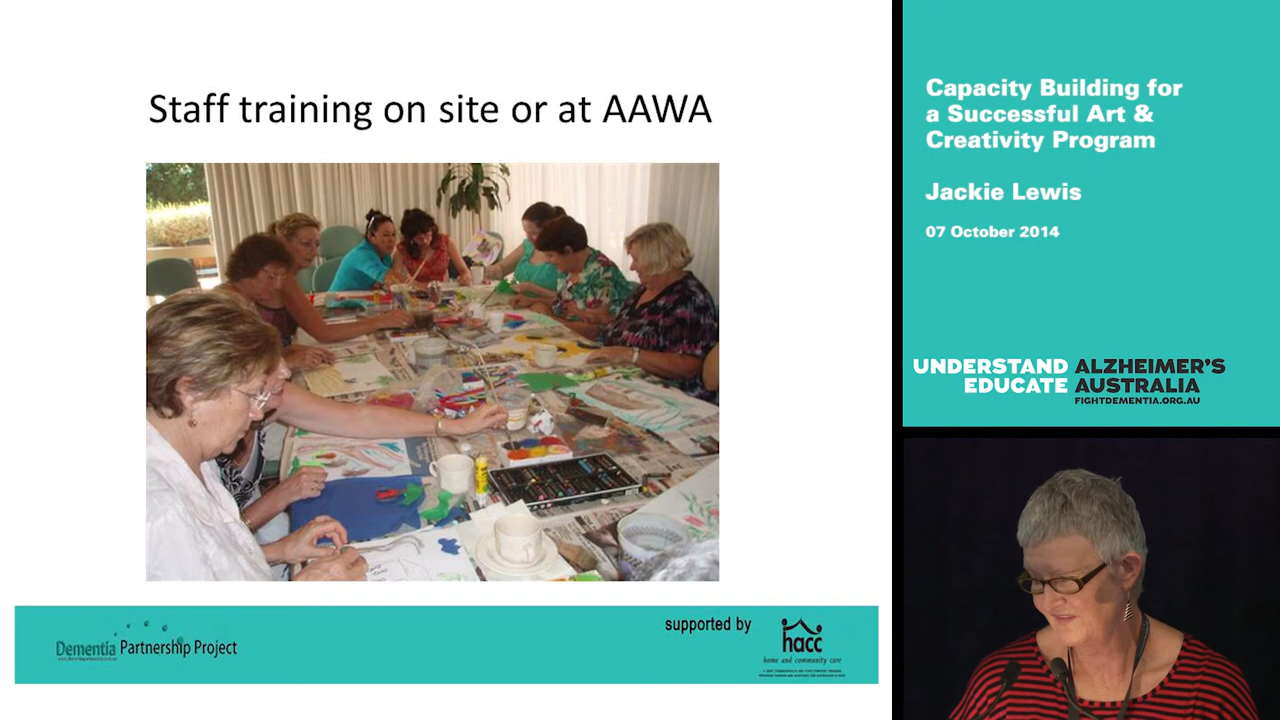 Staff training on site or at AAWA
Dementia Partnership Project
supported by
hacc
home and community care
Capacity Building for
a Successful Art &
Creativity Program
Jackie Lewis
07 October 2014
UNDERSTAND ALZHEIMER'S
EDUCATE AUSTRALIA
FIGHTDEMENTIA.ORG.AU